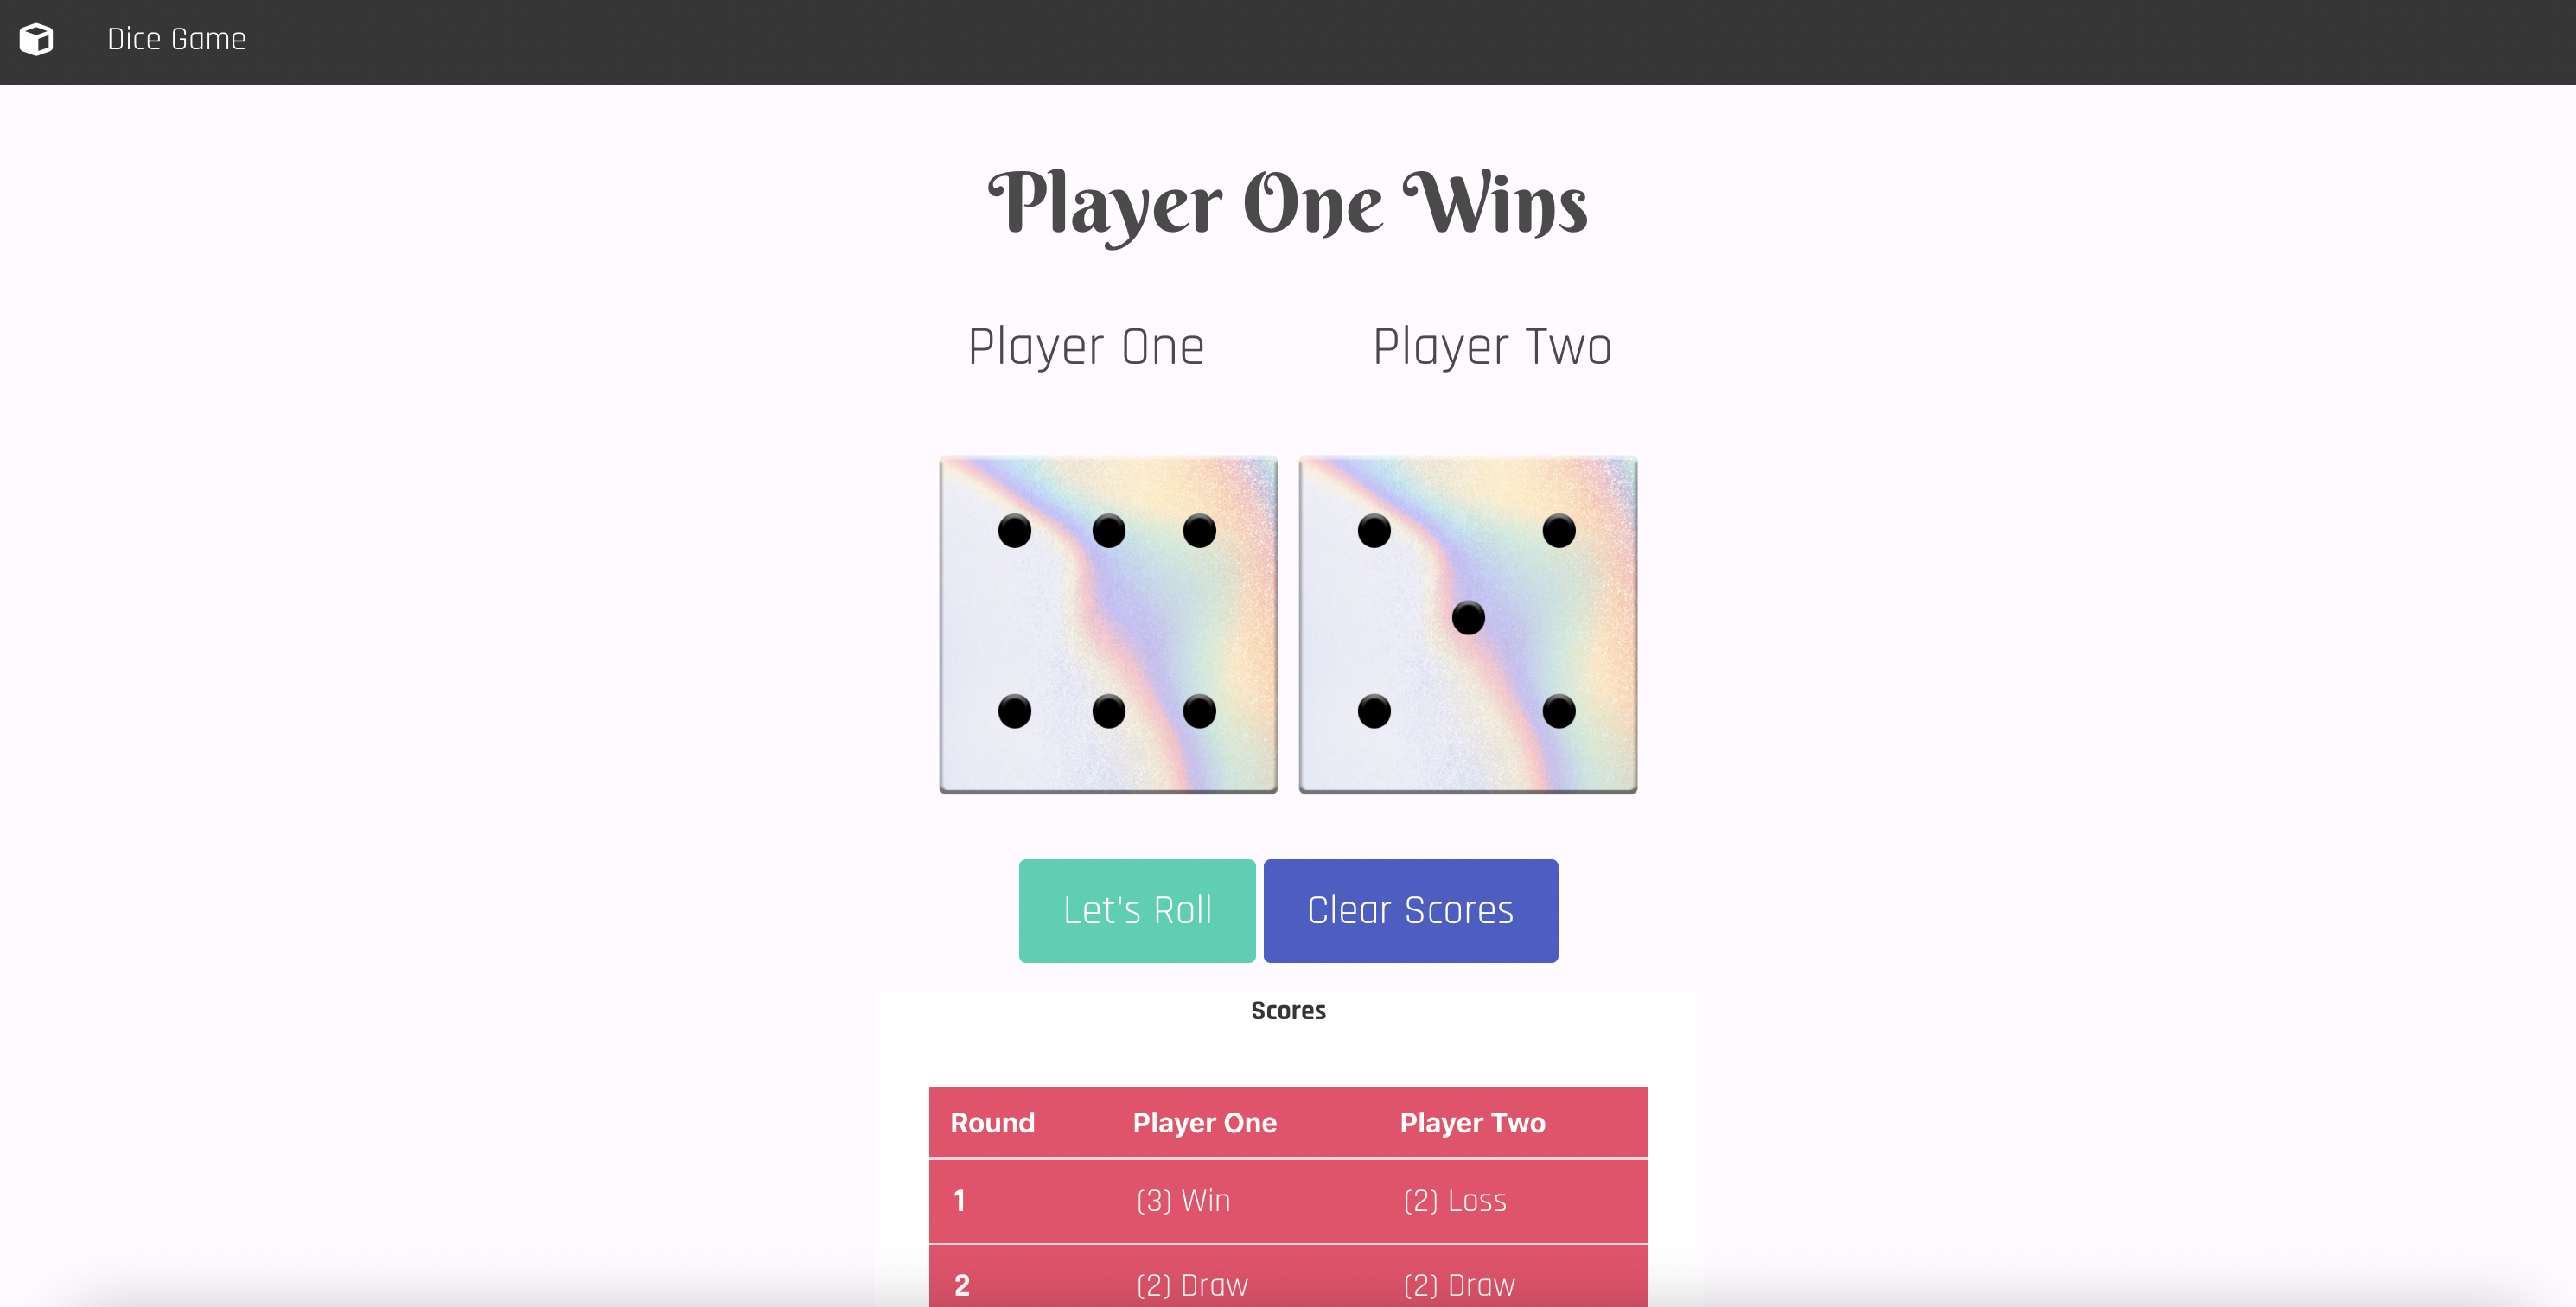 Dice Game
Player One Wins
Player One Player Two
Let's Roll Clear Scores
Scores
Round Player One Player Two
1 (3) Win (2) Loss
2 (2) Draw (2) Draw